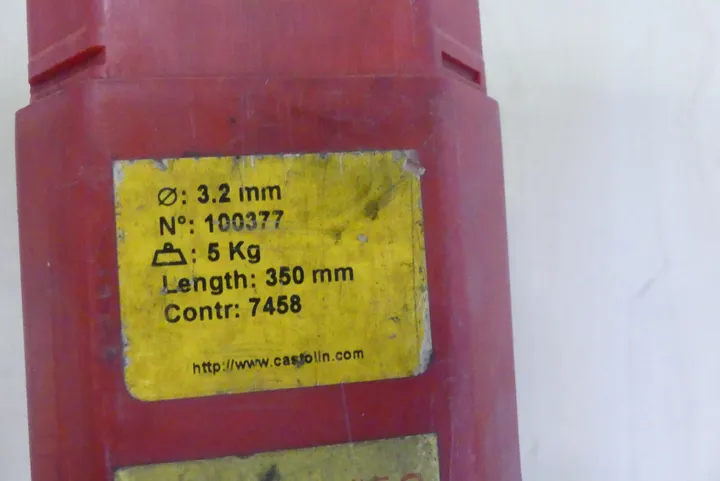 Ø: 3.2 mm
N°: 100377
: 5 Kg
Length: 350 mm
Contr: 7458
http://www.castolin.com